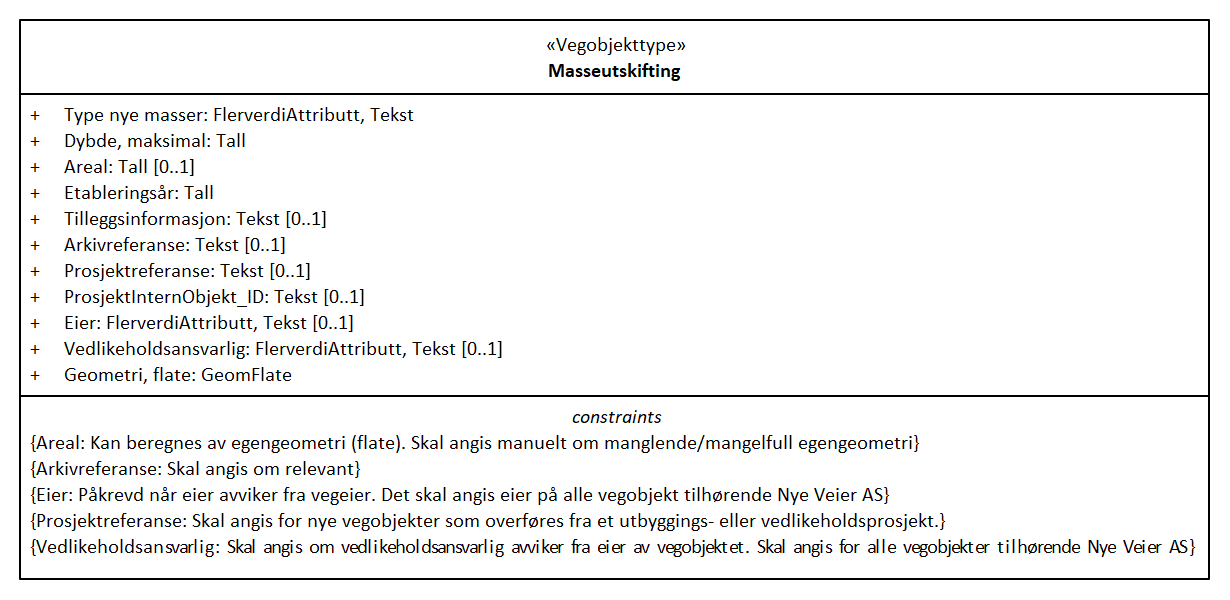 «Vegobjekttype»
Masseutskifting
+ Type nye masser: FlerverdiAttributt, Tekst
+ Dybde, maksimal: Tall
+ Areal: Tall [0..1]
+ Etableringsår: Tall
+ Tilleggsinformasjon: Tekst [0..1]
+ Arkivreferanse: Tekst [0..1]
+ Prosjektreferanse: Tekst [0..1]
+ ProsjektInternObjekt_ID: Tekst [0..1]
+ Eier: FlerverdiAttributt, Tekst [0..1]
+ Vedlikeholdsansvarlig: FlerverdiAttributt, Tekst [0..1]
+ Geometri, flate: GeomFlate
constraints
{Areal: Kan beregnes av egengeometri (flate). Skal angis manuelt om manglende/mangelfull egengeometri}
{Arkivreferanse: Skal angis om relevant}
{Eier: Påkrevd når eier avviker fra vegeier. Det skal angis eier på alle vegobjekt tilhørende Nye Veier AS}
{Prosjektreferanse: Skal angis for nye vegobjekter som overføres fra et utbyggings- eller vedlikeholdsprosjekt.}
{Vedlikeholdsansvarlig: Skal angis om vedlikeholdsansvarlig avviker fra eier av vegobjektet. Skal angis for alle vegobjekter tilhørende Nye Veier AS}